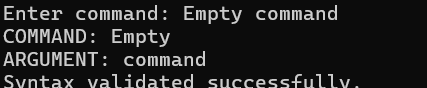 Enter command: Empty command
COMMAND: Empty
ARGUMENT: command
Syntax validated successfully.